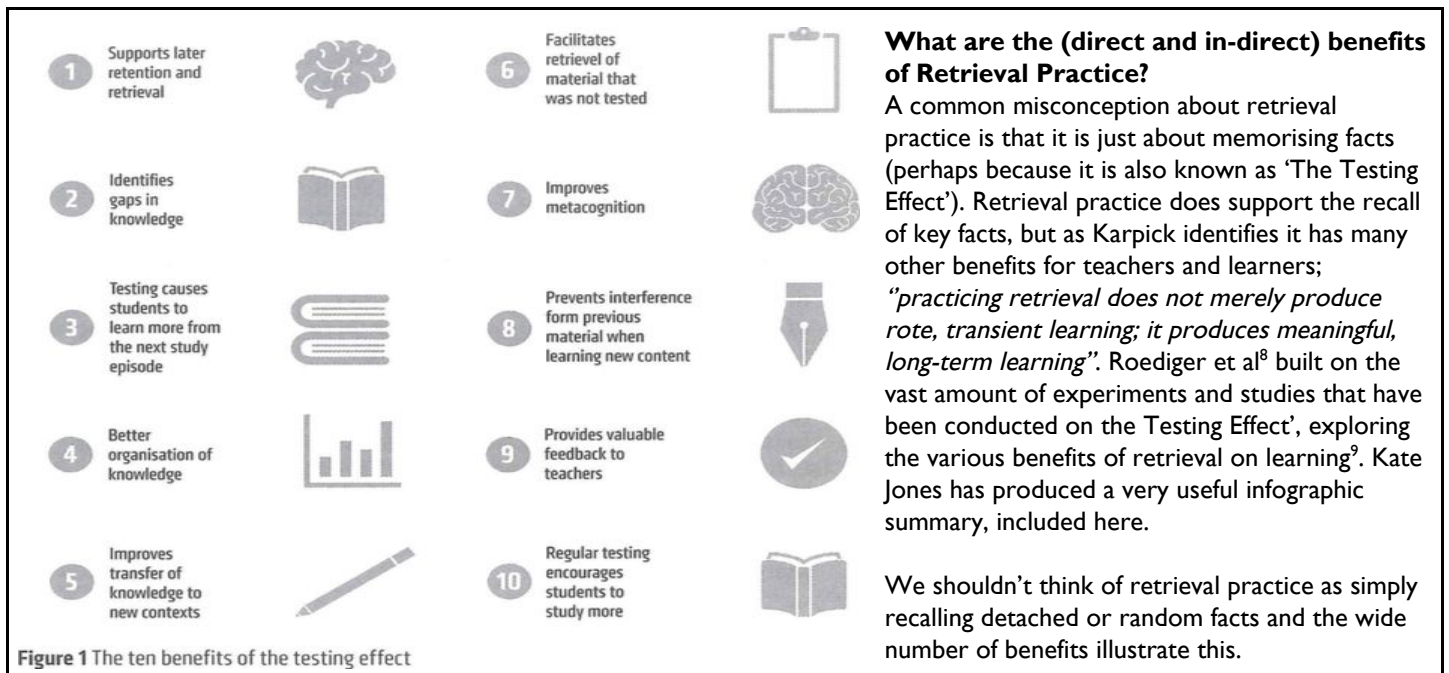 1
Supports later
retention and
retrieval
2
Identifies
gaps in
knowledge
3
Testing causes
students to
learn more from
the next study
episode
4
Better
organisation of
knowledge
5
Improves
transfer of
knowledge to
new contexts
6
Facilitates
retrievel of
material that
was not tested
7
Improves
metacognition
8
Prevents interference
form previous
material when
learning new content
9
Provides valuable
feedback to
teachers
10
Regular testing
encourages
students to
study more
Figure 1 The ten benefits of the testing effect
What are the (direct and in-direct) benefits
of Retrieval Practice?
A common misconception about retrieval
practice is that it is just about memorising facts
(perhaps because it is also known as ‘The Testing
Effect’). Retrieval practice does support the recall
of key facts, but as Karpick identifies it has many
other benefits for teachers and learners;
‘’practicing retrieval does not merely produce
rote, transient learning; it produces meaningful,
long-term learning’’. Roediger et al⁸ built on the
vast amount of experiments and studies that have
been conducted on the Testing Effect’, exploring
the various benefits of retrieval on learning⁹. Kate
Jones has produced a very useful infographic
summary, included here.
We shouldn’t think of retrieval practice as simply
recalling detached or random facts and the wide
number of benefits illustrate this.